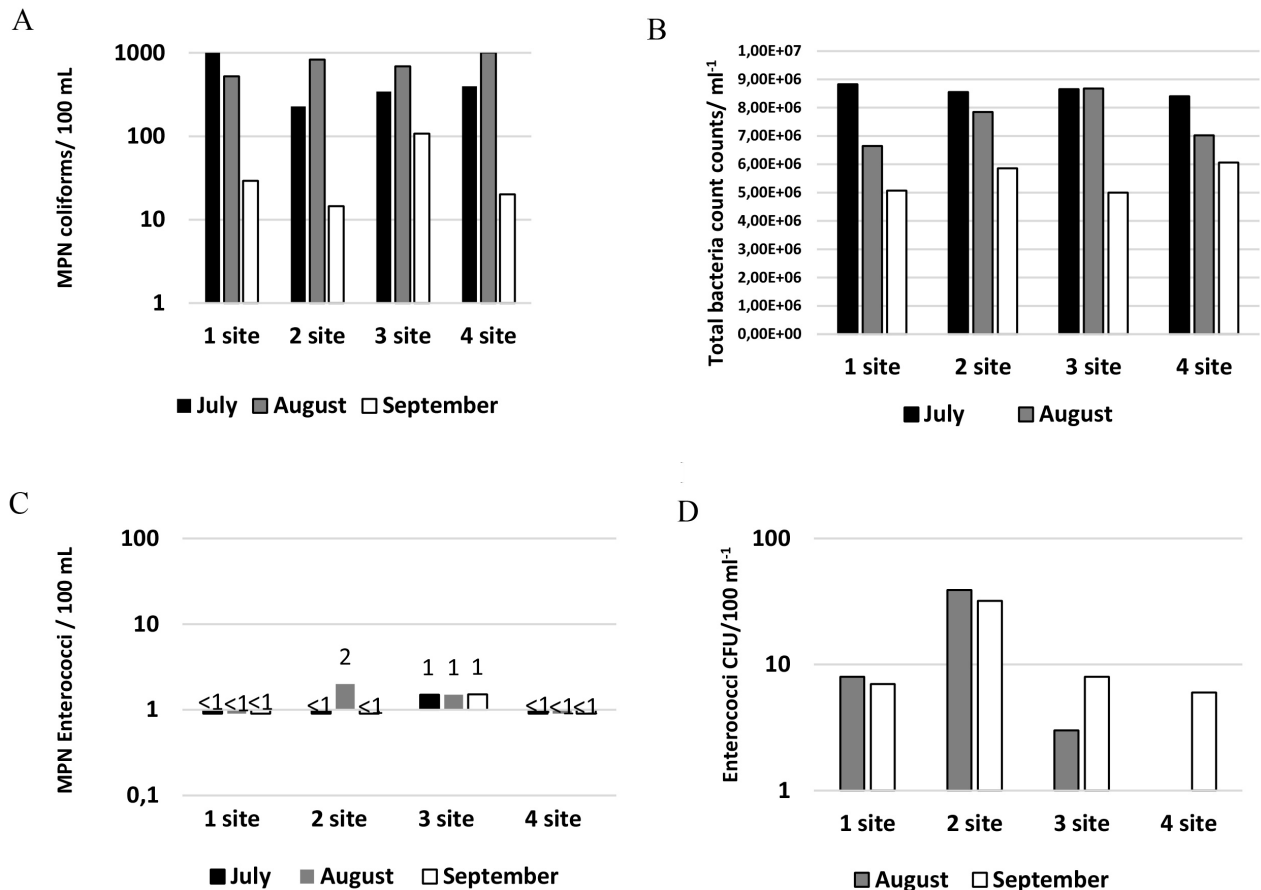 A
MPN coliforms/ 100 mL
1000
100
10
1
1 site 2 site 3 site 4 site
July August September
B
Total bacteria count counts/ ml-1
1,00E+07
9,00E+06
8,00E+06
7,00E+06
6,00E+06
5,00E+06
4,00E+06
3,00E+06
2,00E+06
1,00E+06
0,00E+00
1 site 2 site 3 site 4 site
July August
C
MPN Enterococci / 100 mL
100
10
1
0,1
<1 <1 <1 <1 2 <1 1 1 1 <1 <1 <1
1 site 2 site 3 site 4 site
July August September
D
Enterococci CFU/100 ml-1
100
10
1
1 site 2 site 3 site 4 site
August September